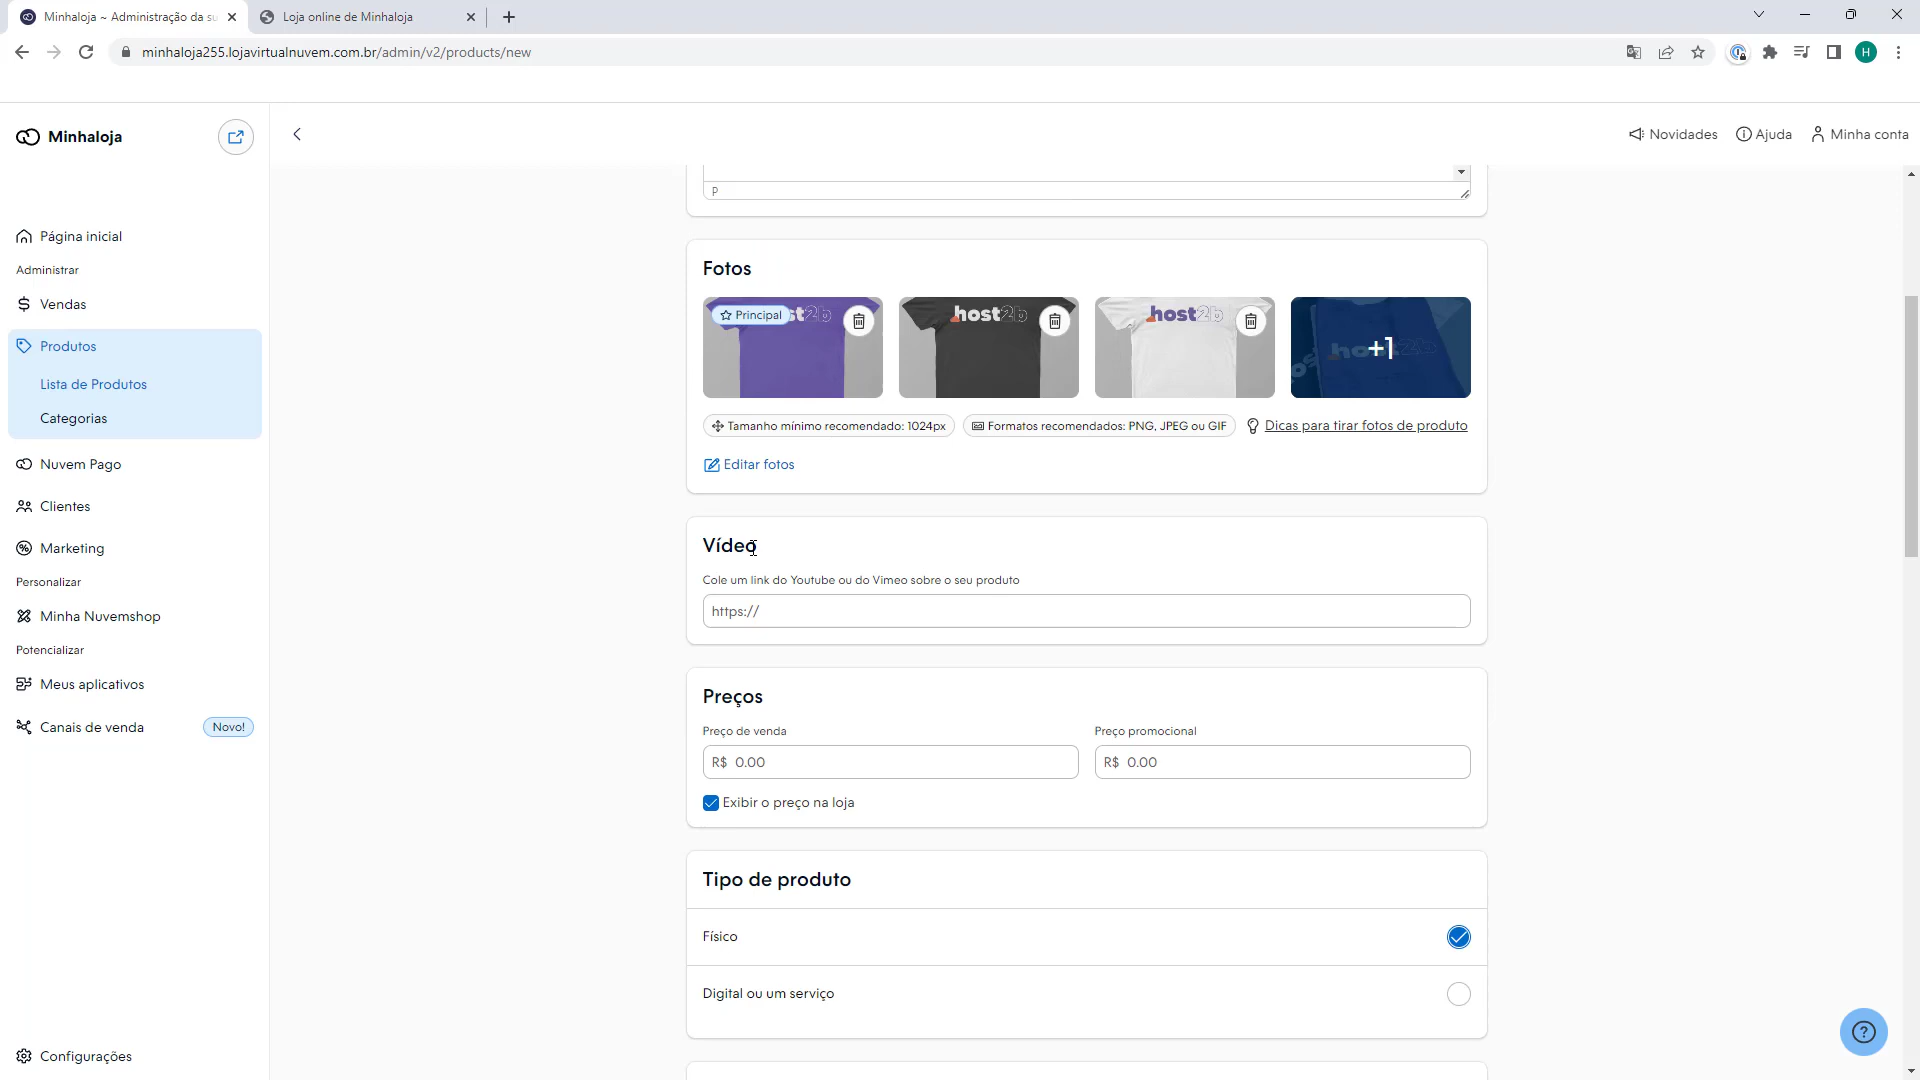 Minhaloja ~ Administração da su
Loja online de Minhaloja
minhaloja255.lojavirtualnuvem.com.br/admin/v2/products/new
H
Minhaloja
Novidades
Ajuda
Minha conta
P
Página inicial
Administrar
Vendas
Produtos
Lista de Produtos
Categorias
Nuvem Pago
Clientes
Marketing
Personalizar
Minha Nuvemshop
Potencializar
Meus aplicativos
Canais de venda Novo!
Configurações
Fotos
Principal
host2b
host2b
+1
Tamanho mínimo recomendado: 1024px
Formatos recomendados: PNG, JPEG ou GIF
Dicas para tirar fotos de produto
Editar fotos
Vídeo
Cole um link do Youtube ou do Vimeo sobre o seu produto
https://
Preços
Preço de venda
Preço promocional
R$ 0.00
R$ 0.00
Exibir o preço na loja
Tipo de produto
Físico
Digital ou um serviço